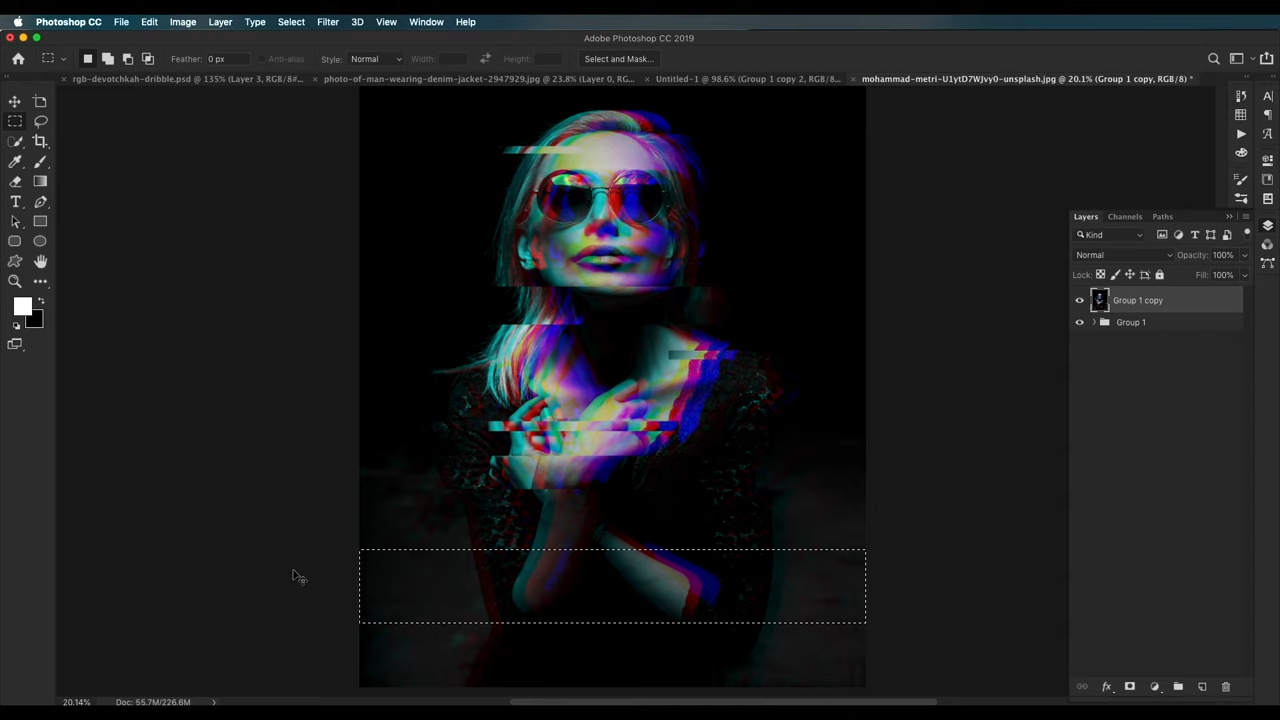 Photoshop CC File Edit Image Layer Type Select Filter 3D View Window Help
Adobe Photoshop CC 2019
Feather: 0 px Anti-alias Style: Normal Width: Height: Select and Mask...
× rgb-devotchkah-dribble.psd @ 135% (Layer 3, RGB/8#... × photo-of-man-wearing-denim-jacket-2947929.jpg @ 23.8% (Layer 0, RG... × Untitled-1 @ 98.6% (Group 1 copy 2, RGB/8... × mohammad-metri-U1ytD7WJvy0-unsplash.jpg @ 20.1% (Group 1 copy, RGB/8) *
Layers Channels Paths
Kind
Normal Opacity: 100%
Lock: Fill: 100%
Group 1 copy
Group 1
20.14% Doc: 55.7M/226.6M